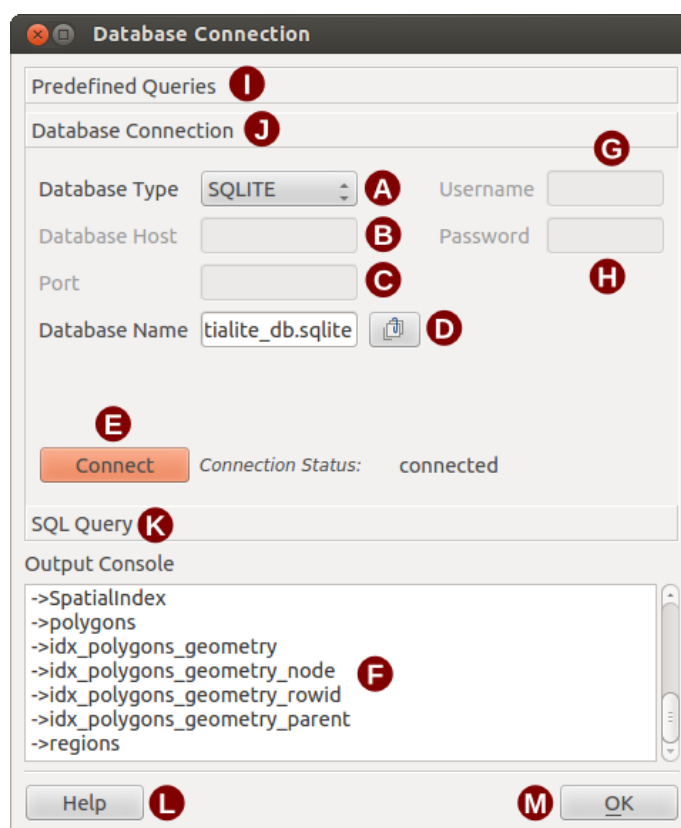 Database Connection
Predefined Queries I
Database Connection J
G
Database Type SQLITE A Username
Database Host B Password
Port C H
Database Name tialite_db.sqlite D
E
Connect Connection Status: connected
SQL Query K
Output Console
->SpatialIndex
->polygons
->idx_polygons_geometry
->idx_polygons_geometry_node F
->idx_polygons_geometry_rowid
->idx_polygons_geometry_parent
->regions
Help L M OK